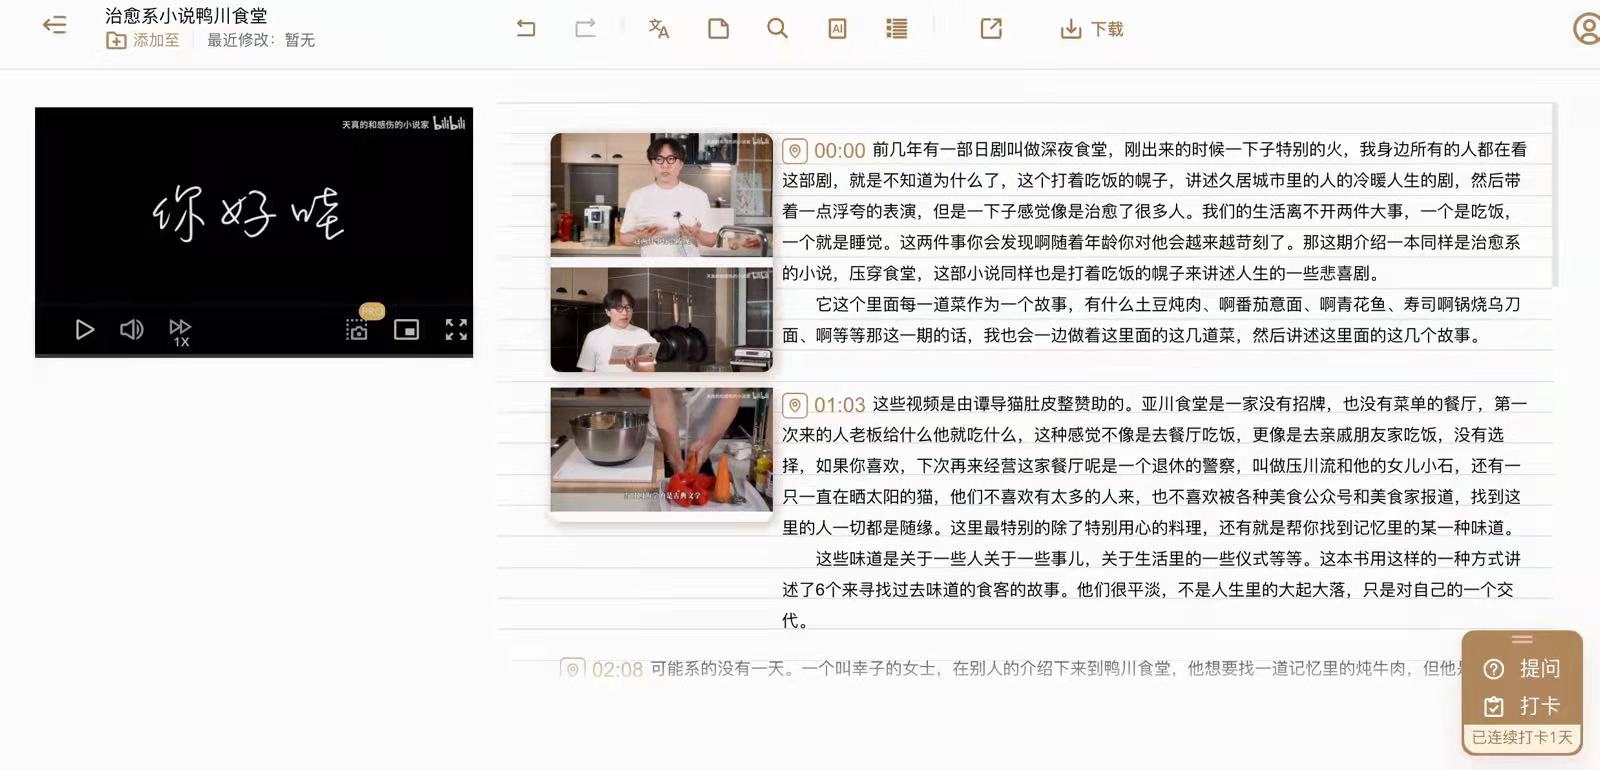 治愈系小说鸭川食堂
添加至
最近修改：暂无
下载
天真的和感伤的小说家 bilibili
你好哇
PRO
1X
00:00 前几年有一部日剧叫做深夜食堂，刚出来的时候一下子特别的火，我身边所有的人都在看
这部剧，就是不知道为什么了，这个打着吃饭的幌子，讲述久居城市里的人的冷暖人生的剧，然后带
着一点浮夸的表演，但是一下子感觉像是治愈了很多人。我们的生活离不开两件大事，一个是吃饭，
一个就是睡觉。这两件事你会发现啊随着年龄你对他会越来越苛刻了。那这期介绍一本同样是治愈系
的小说，压穿食堂，这部小说同样也是打着吃饭的幌子来讲述人生的一些悲喜剧。
它这个里面每一道菜作为一个故事，有什么土豆炖肉、啊番茄意面、啊青花鱼、寿司啊锅烧乌刀
面、啊等等那这一期的话，我也会一边做着这里面的这几道菜，然后讲述这里面的这几个故事。
01:03 这些视频是由谭导猫肚皮整赞助的。亚川食堂是一家没有招牌，也没有菜单的餐厅，第一
次来的人老板给什么他就吃什么，这种感觉不像是去餐厅吃饭，更像是去亲戚朋友家吃饭，没有选
择，如果你喜欢，下次再来经营这家餐厅呢是一个退休的警察，叫做压川流和他的女儿小石，还有一
只一直在晒太阳的猫，他们不喜欢有太多的人来，也不喜欢被各种美食公众号和美食家报道，找到这
里的人一切都是随缘。这里最特别的除了特别用心的料理，还有就是帮你找到记忆里的某一种味道。
这些味道是关于一些人关于一些事儿，关于生活里的一些仪式等等。这本书用这样的一种方式讲
述了6个来寻找过去味道的食客的故事。他们很平淡，不是人生里的大起大落，只是对自己的一个交
代。
02:08 可能系的没有一天。一个叫幸子的女士，在别人的介绍下来到鸭川食堂，他想要找一道记忆里的炖牛肉，但他
提问
打卡
已连续打卡1天